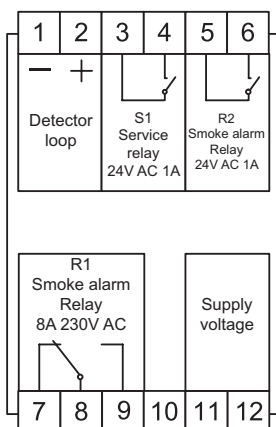 1 2 3 4 5 6
− +
Detector
loop
S1
Service
relay
24V AC 1A
R2
Smoke alarm
Relay
24V AC 1A
R1
Smoke alarm
Relay
8A 230V AC
Supply
voltage
7 8 9 10 11 12